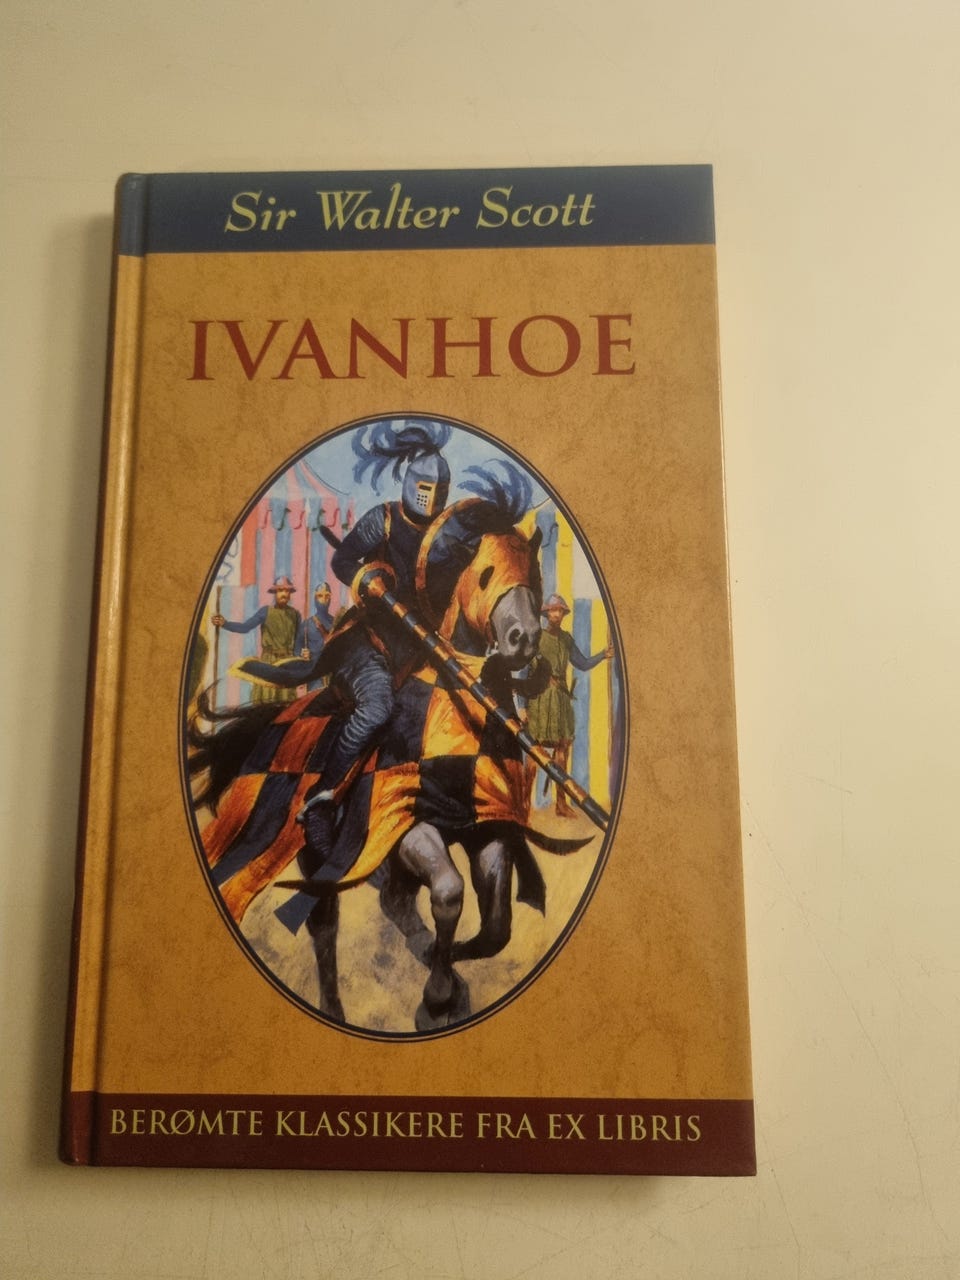 Sir Walter Scott
IVANHOE
BERØMTE KLASSIKERE FRA EX LIBRIS